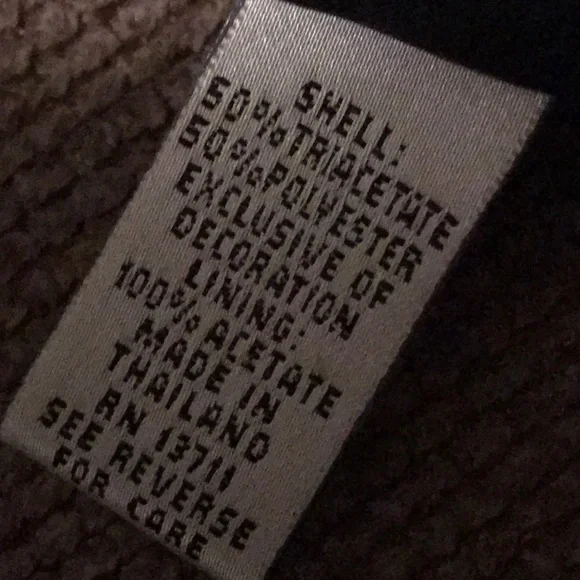 SHELL:
50% TRIACETATE
50% POLYESTER
EXCLUSIVE OF
DECORATION
LINING:
100% ACETATE
MADE IN
THAILAND
RN 13711
SEE REVERSE
FOR CARE